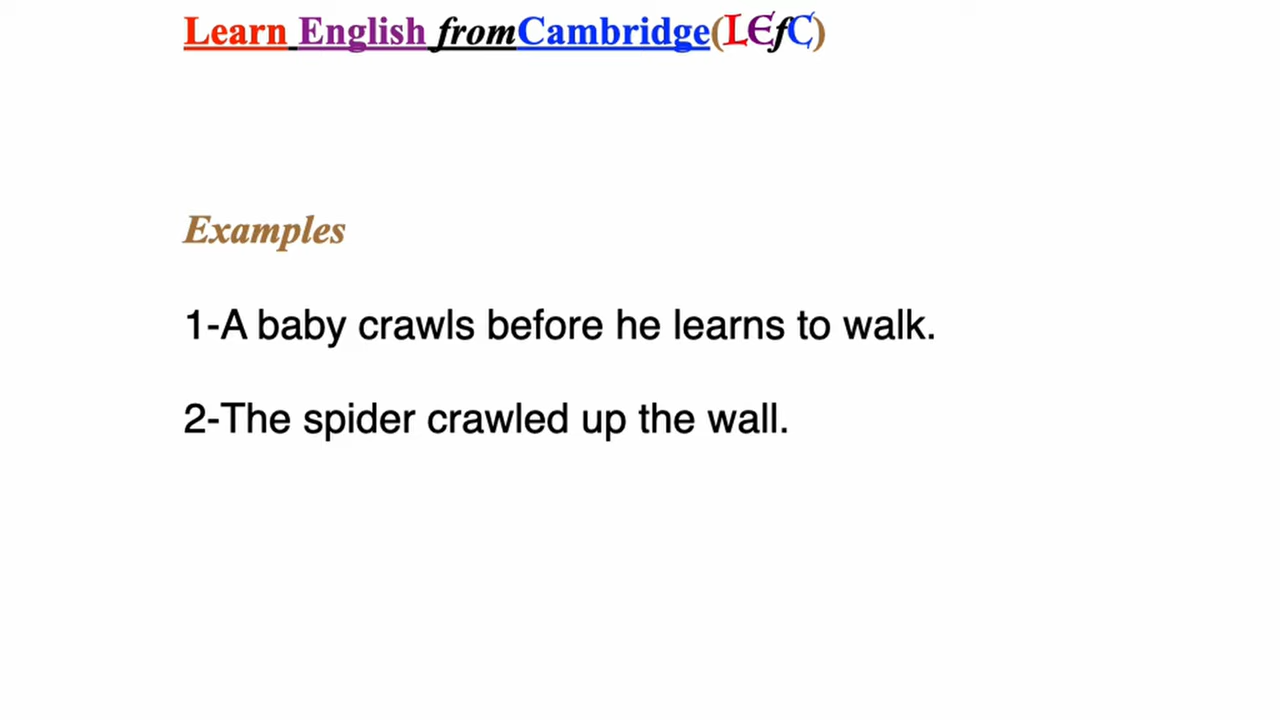 Learn English fromCambridge(LEfC)
Examples
1-A baby crawls before he learns to walk.
2-The spider crawled up the wall.